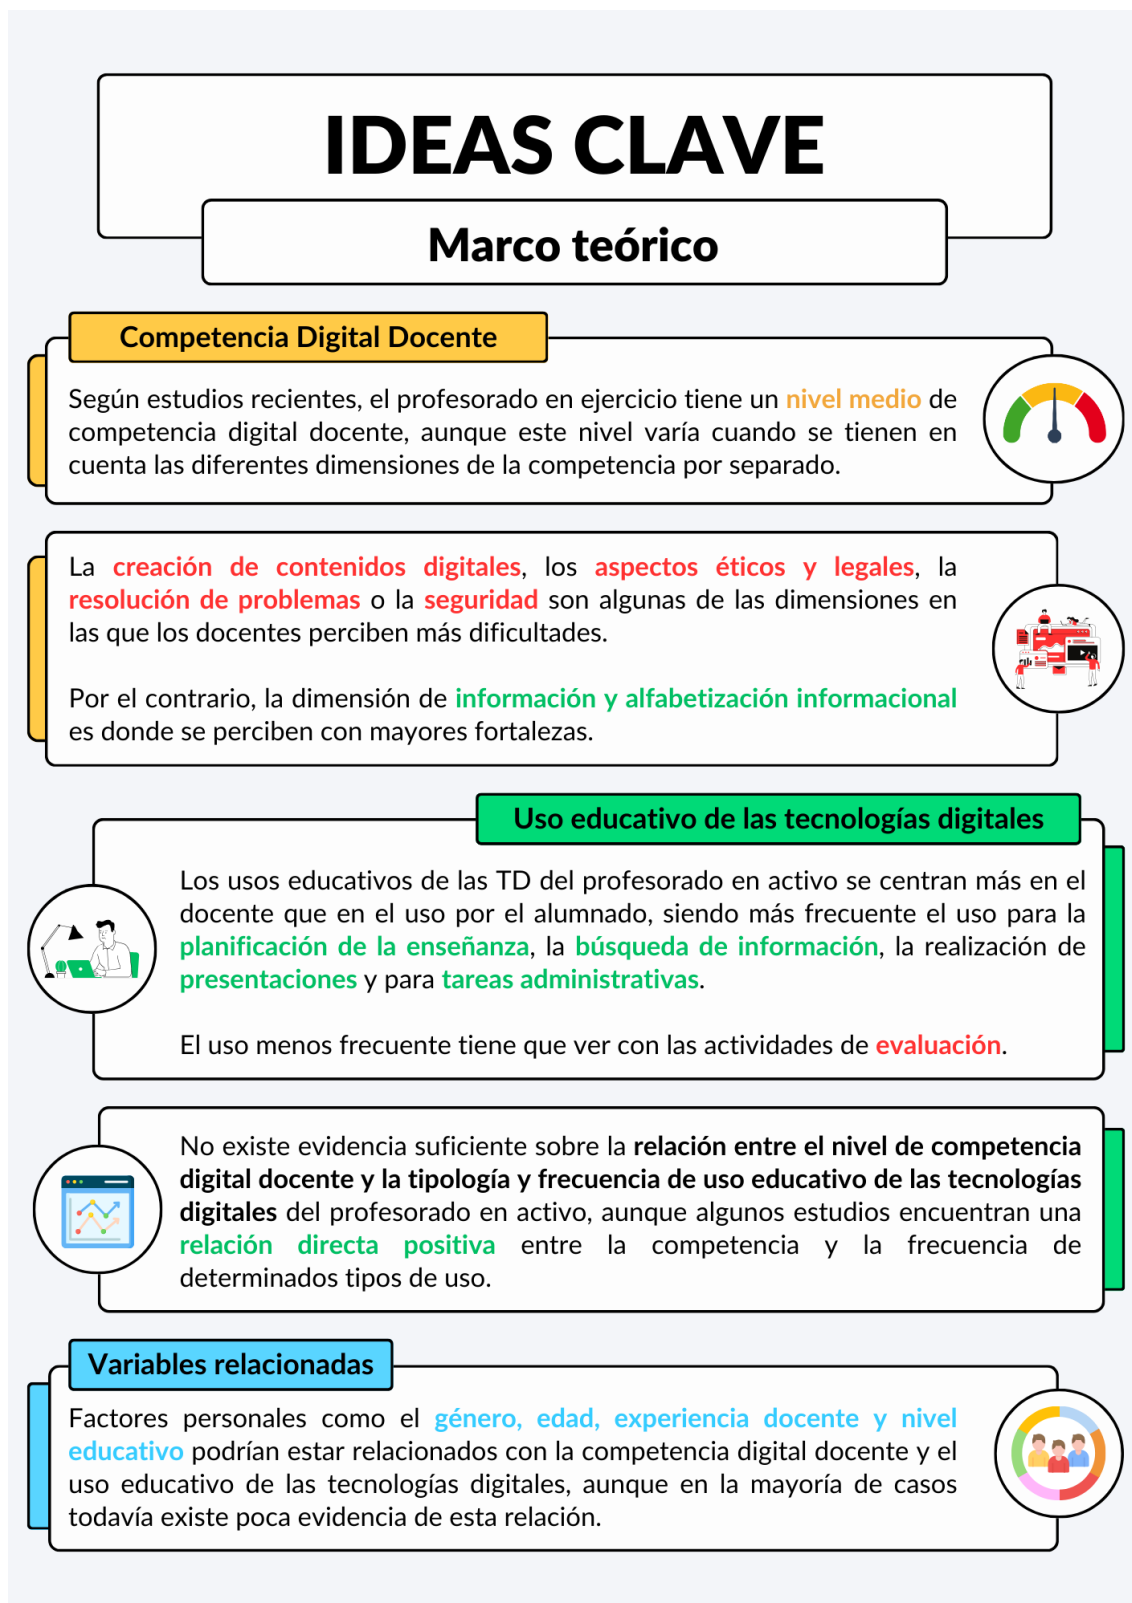 IDEAS CLAVE
Marco teórico
Competencia Digital Docente
Según estudios recientes, el profesorado en ejercicio tiene un nivel medio de
competencia digital docente, aunque este nivel varía cuando se tienen en
cuenta las diferentes dimensiones de la competencia por separado.
La creación de contenidos digitales, los aspectos éticos y legales, la
resolución de problemas o la seguridad son algunas de las dimensiones en
las que los docentes perciben más dificultades.
Por el contrario, la dimensión de información y alfabetización informacional
es donde se perciben con mayores fortalezas.
Uso educativo de las tecnologías digitales
Los usos educativos de las TD del profesorado en activo se centran más en el
docente que en el uso por el alumnado, siendo más frecuente el uso para la
planificación de la enseñanza, la búsqueda de información, la realización de
presentaciones y para tareas administrativas.
El uso menos frecuente tiene que ver con las actividades de evaluación.
No existe evidencia suficiente sobre la relación entre el nivel de competencia
digital docente y la tipología y frecuencia de uso educativo de las tecnologías
digitales del profesorado en activo, aunque algunos estudios encuentran una
relación directa positiva entre la competencia y la frecuencia de
determinados tipos de uso.
Variables relacionadas
Factores personales como el género, edad, experiencia docente y nivel
educativo podrían estar relacionados con la competencia digital docente y el
uso educativo de las tecnologías digitales, aunque en la mayoría de casos
todavía existe poca evidencia de esta relación.